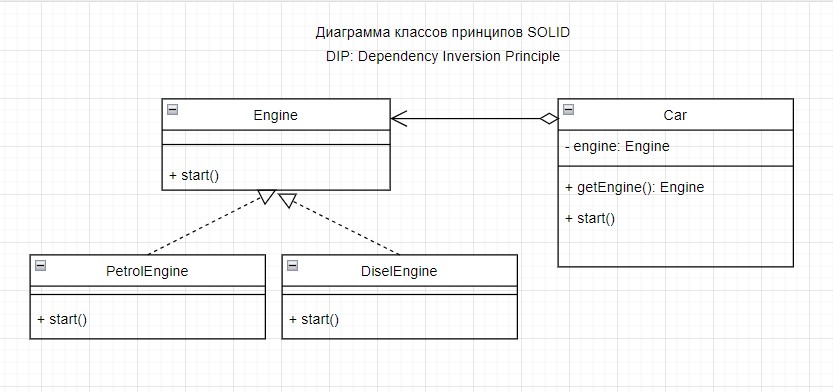 Диаграмма классов принципов SOLID
DIP: Dependency Inversion Principle
Engine
+ start()
Car
- engine: Engine
+ getEngine(): Engine
+ start()
PetrolEngine
+ start()
DiselEngine
+ start()